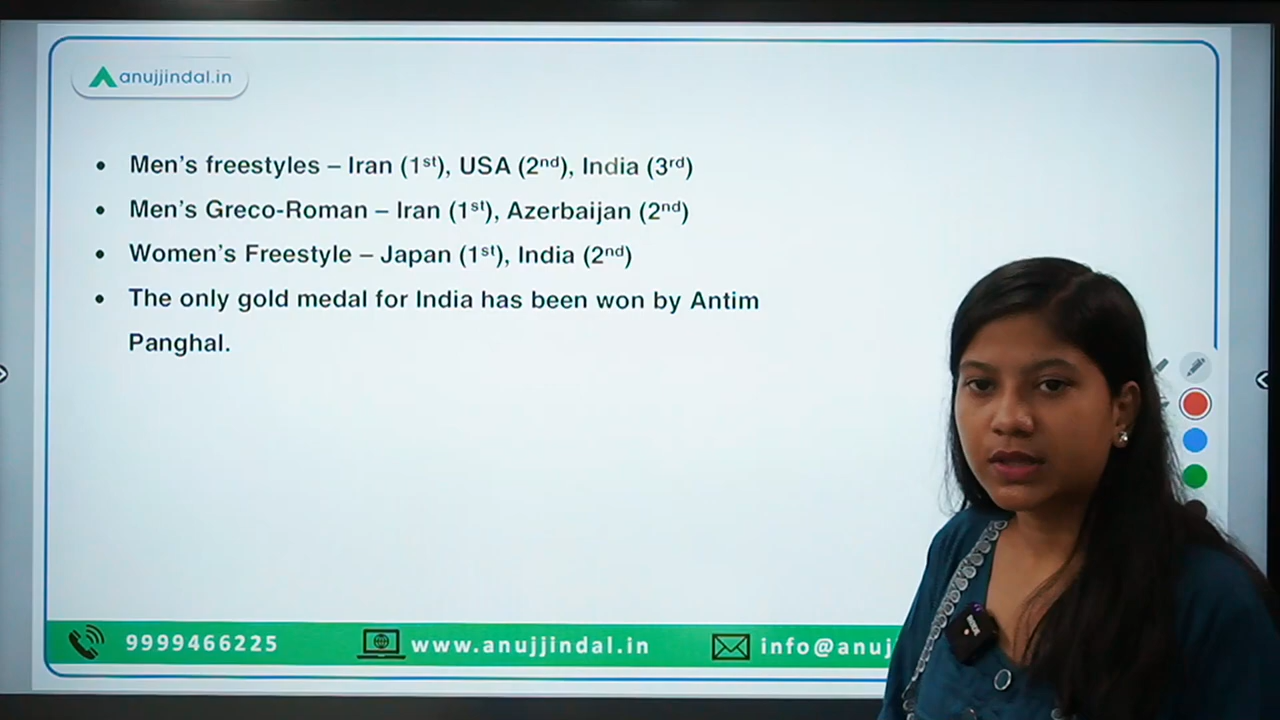 anujjindal.in
• Men's freestyles – Iran (1st), USA (2nd), India (3rd)
• Men's Greco-Roman – Iran (1st), Azerbaijan (2nd)
• Women's Freestyle – Japan (1st), India (2nd)
• The only gold medal for India has been won by Antim
Panghal.
9999466225 www.anujjindal.in info@anuj